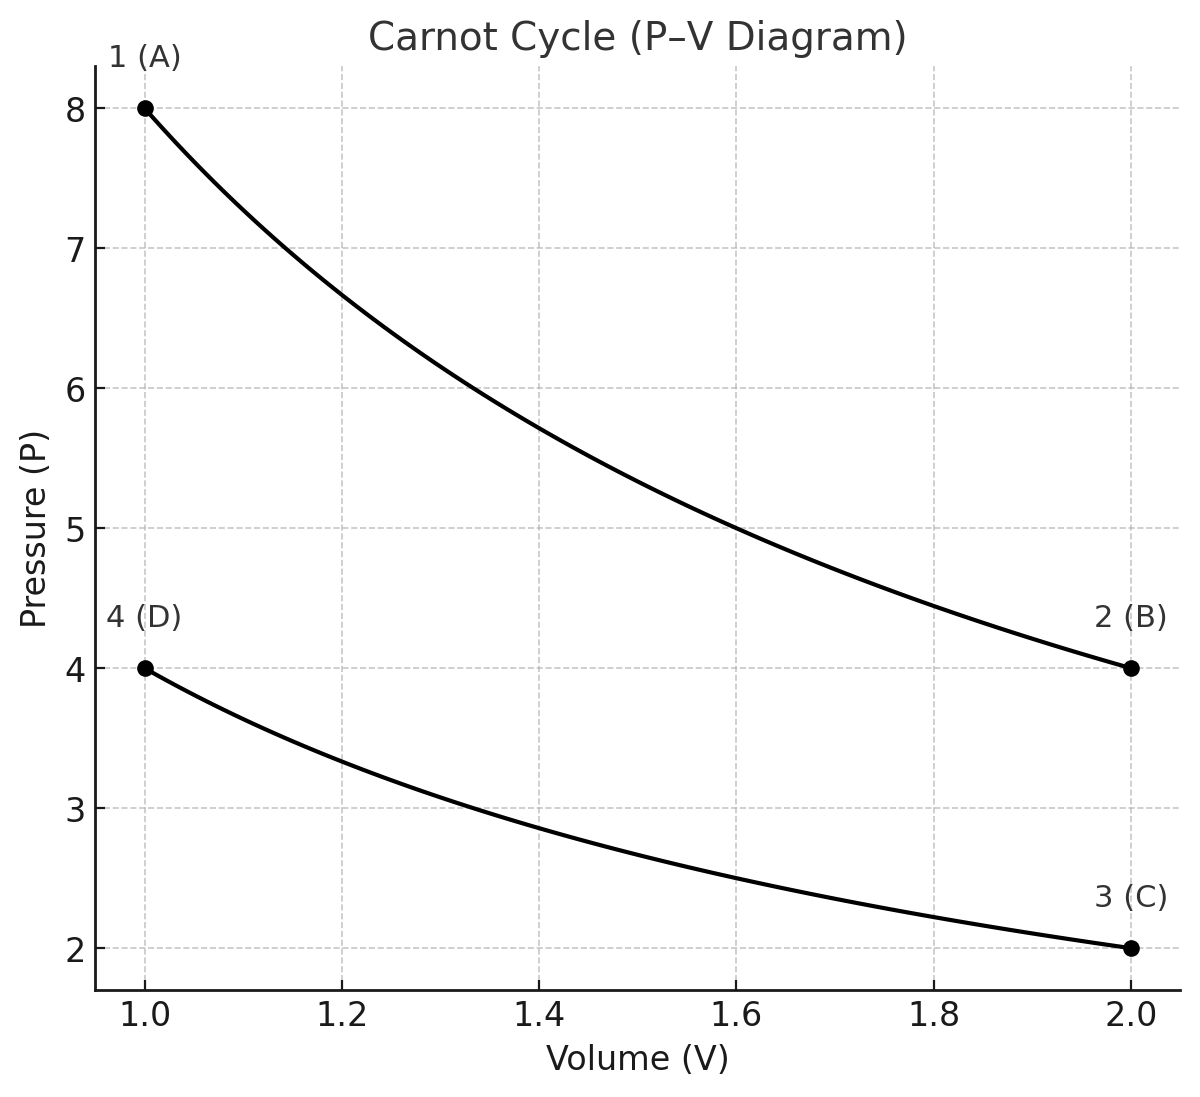 Carnot Cycle (P–V Diagram)
1 (A)
8
7
6
5
4 (D)
2 (B)
4
3
3 (C)
2
1.0 1.2 1.4 1.6 1.8 2.0
Volume (V)
Pressure (P)